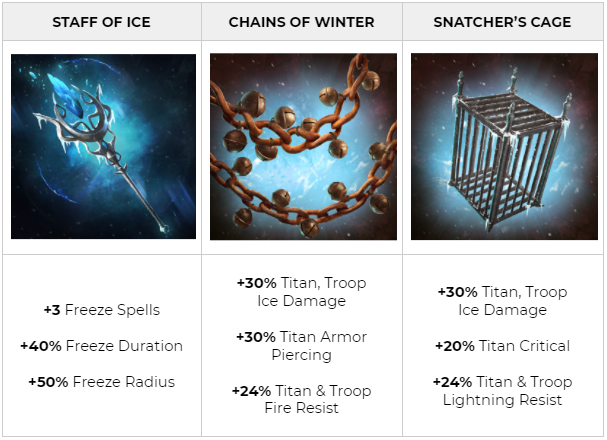 STAFF OF ICE
CHAINS OF WINTER
SNATCHER’S CAGE
+3 Freeze Spells
+40% Freeze Duration
+50% Freeze Radius
+30% Titan, Troop
Ice Damage
+30% Titan Armor
Piercing
+24% Titan & Troop
Fire Resist
+30% Titan, Troop
Ice Damage
+20% Titan Critical
+24% Titan & Troop
Lightning Resist